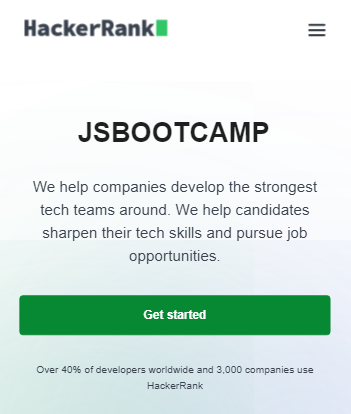 HackerRank
JSBOOTCAMP
We help companies develop the strongest
tech teams around. We help candidates
sharpen their tech skills and pursue job
opportunities.
Get started
Over 40% of developers worldwide and 3,000 companies use
HackerRank